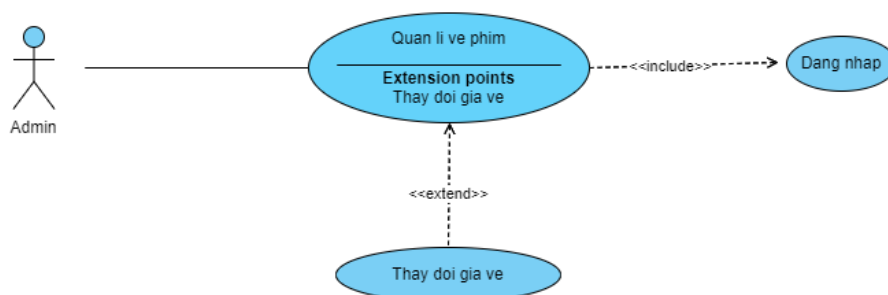 Quan li ve phim
Extension points
Thay doi gia ve
<<include>>
Dang nhap
Admin
<<extend>>
Thay doi gia ve